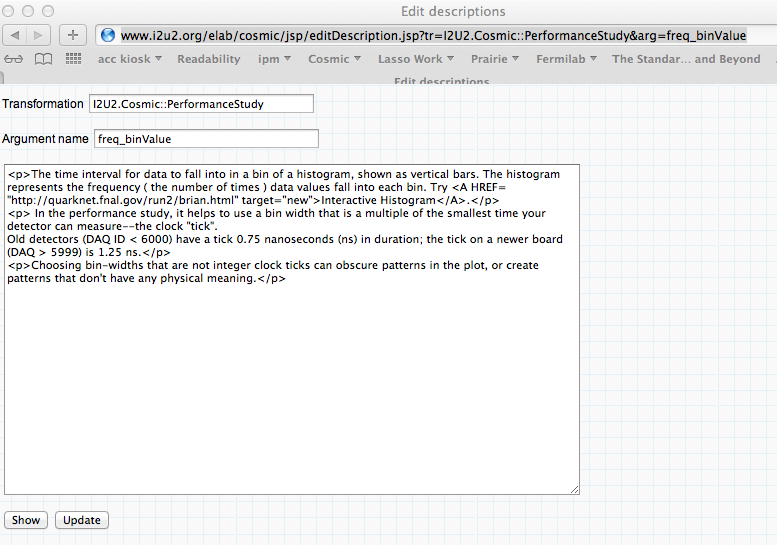 Edit descriptions
www.i2u2.org/elab/cosmic/jsp/editDescription.jsp?tr=I2U2.Cosmic::PerformanceStudy&arg=freq_binValue
acc kiosk Readability ipm Cosmic Lasso Work Prairie Fermilab The Standar... and Beyond
Edit descriptions
Transformation I2U2.Cosmic::PerformanceStudy
Argument name freq_binValue
<p>The time interval for data to fall into in a bin of a histogram, shown as vertical bars. The histogram
represents the frequency ( the number of times ) data values fall into each bin. Try <A HREF=
"http://quarknet.fnal.gov/run2/brian.html" target="new">Interactive Histogram</A>.</p>
<p> In the performance study, it helps to use a bin width that is a multiple of the smallest time your
detector can measure--the clock "tick".
Old detectors (DAQ ID < 6000) have a tick 0.75 nanoseconds (ns) in duration; the tick on a newer board
(DAQ > 5999) is 1.25 ns.</p>
<p>Choosing bin-widths that are not integer clock ticks can obscure patterns in the plot, or create
patterns that don't have any physical meaning.</p>
Show Update